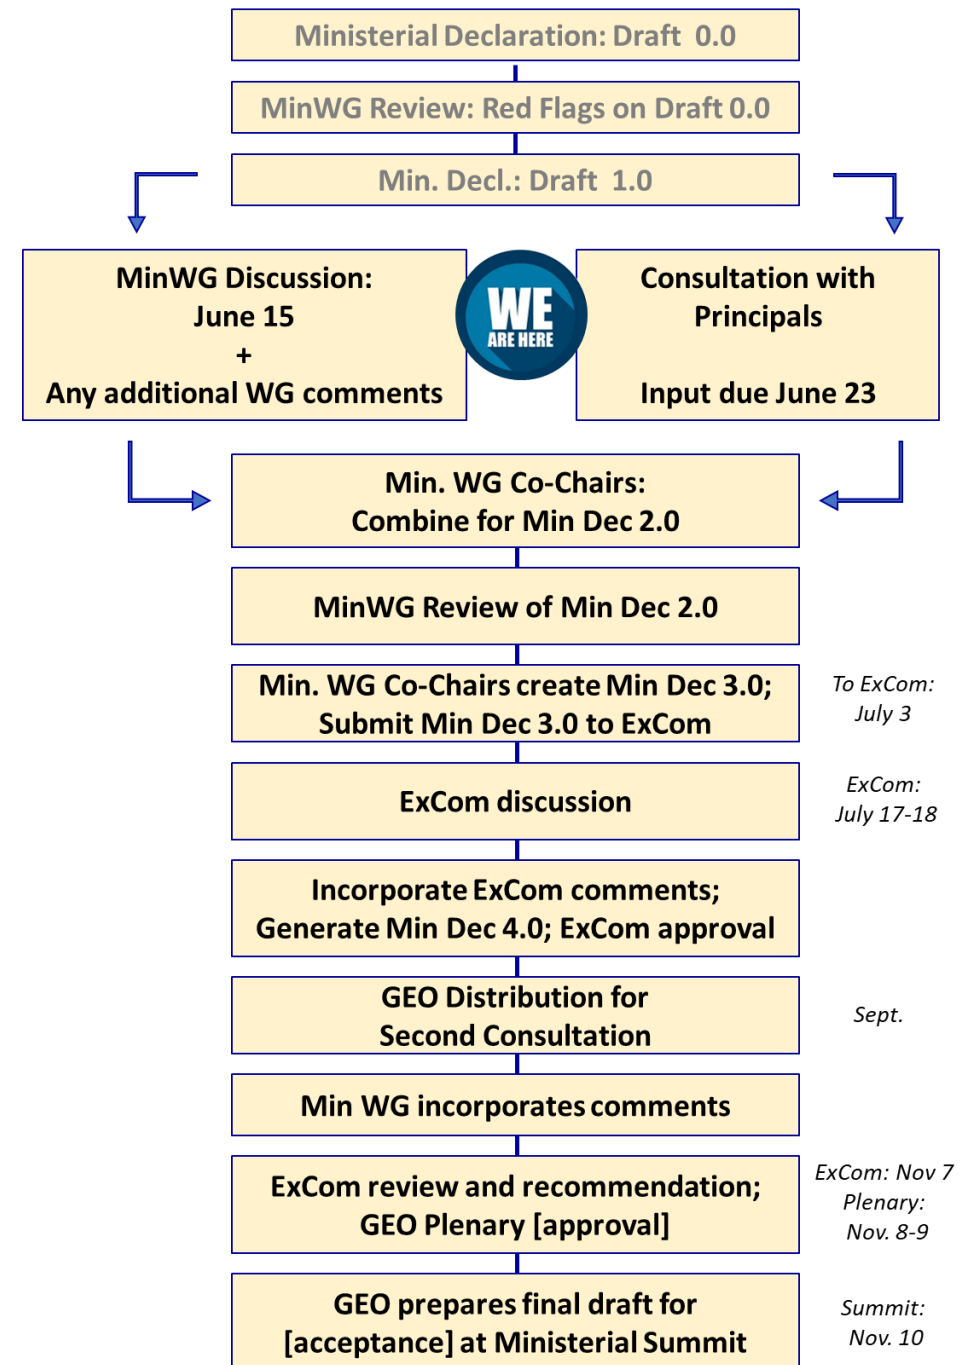 Ministerial Declaration: Draft 0.0
MinWG Review: Red Flags on Draft 0.0
Min. Decl.: Draft 1.0
MinWG Discussion:
June 15
+
Any additional WG comments
WE
ARE HERE
Consultation with
Principals
Input due June 23
Min. WG Co-Chairs:
Combine for Min Dec 2.0
MinWG Review of Min Dec 2.0
Min. WG Co-Chairs create Min Dec 3.0;
Submit Min Dec 3.0 to ExCom
To ExCom:
July 3
ExCom discussion
ExCom:
July 17-18
Incorporate ExCom comments;
Generate Min Dec 4.0; ExCom approval
GEO Distribution for
Second Consultation
Sept.
Min WG incorporates comments
ExCom review and recommendation;
GEO Plenary [approval]
ExCom: Nov 7
Plenary:
Nov. 8-9
GEO prepares final draft for
[acceptance] at Ministerial Summit
Summit:
Nov. 10